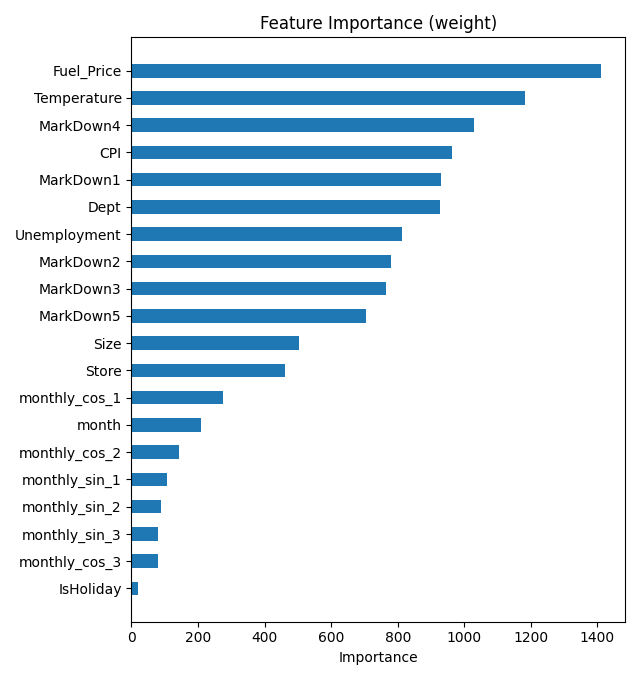 Feature Importance (weight)
Fuel_Price
Temperature
MarkDown4
CPI
MarkDown1
Dept
Unemployment
MarkDown2
MarkDown3
MarkDown5
Size
Store
monthly_cos_1
month
monthly_cos_2
monthly_sin_1
monthly_sin_2
monthly_sin_3
monthly_cos_3
IsHoliday
0 200 400 600 800 1000 1200 1400
Importance